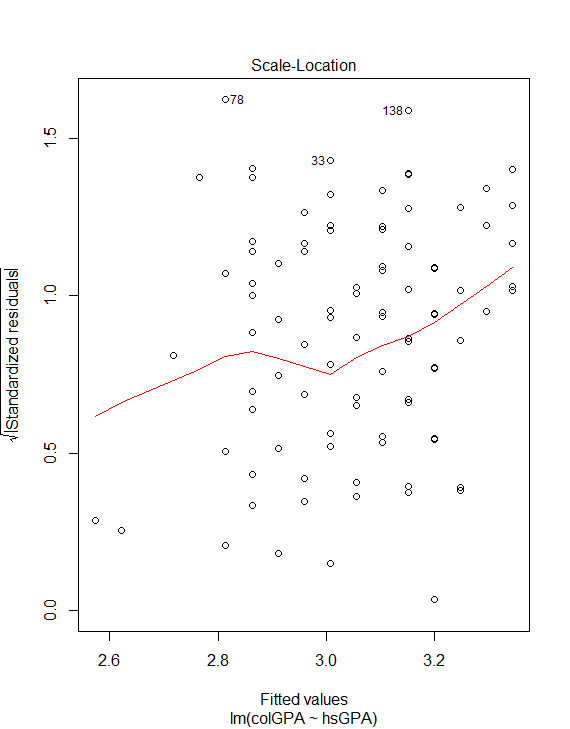 Scale-Location
√|Standardized residuals|
1.5
1.0
0.5
0.0
78
138
33
2.6 2.8 3.0 3.2
Fitted values
lm(colGPA ~ hsGPA)